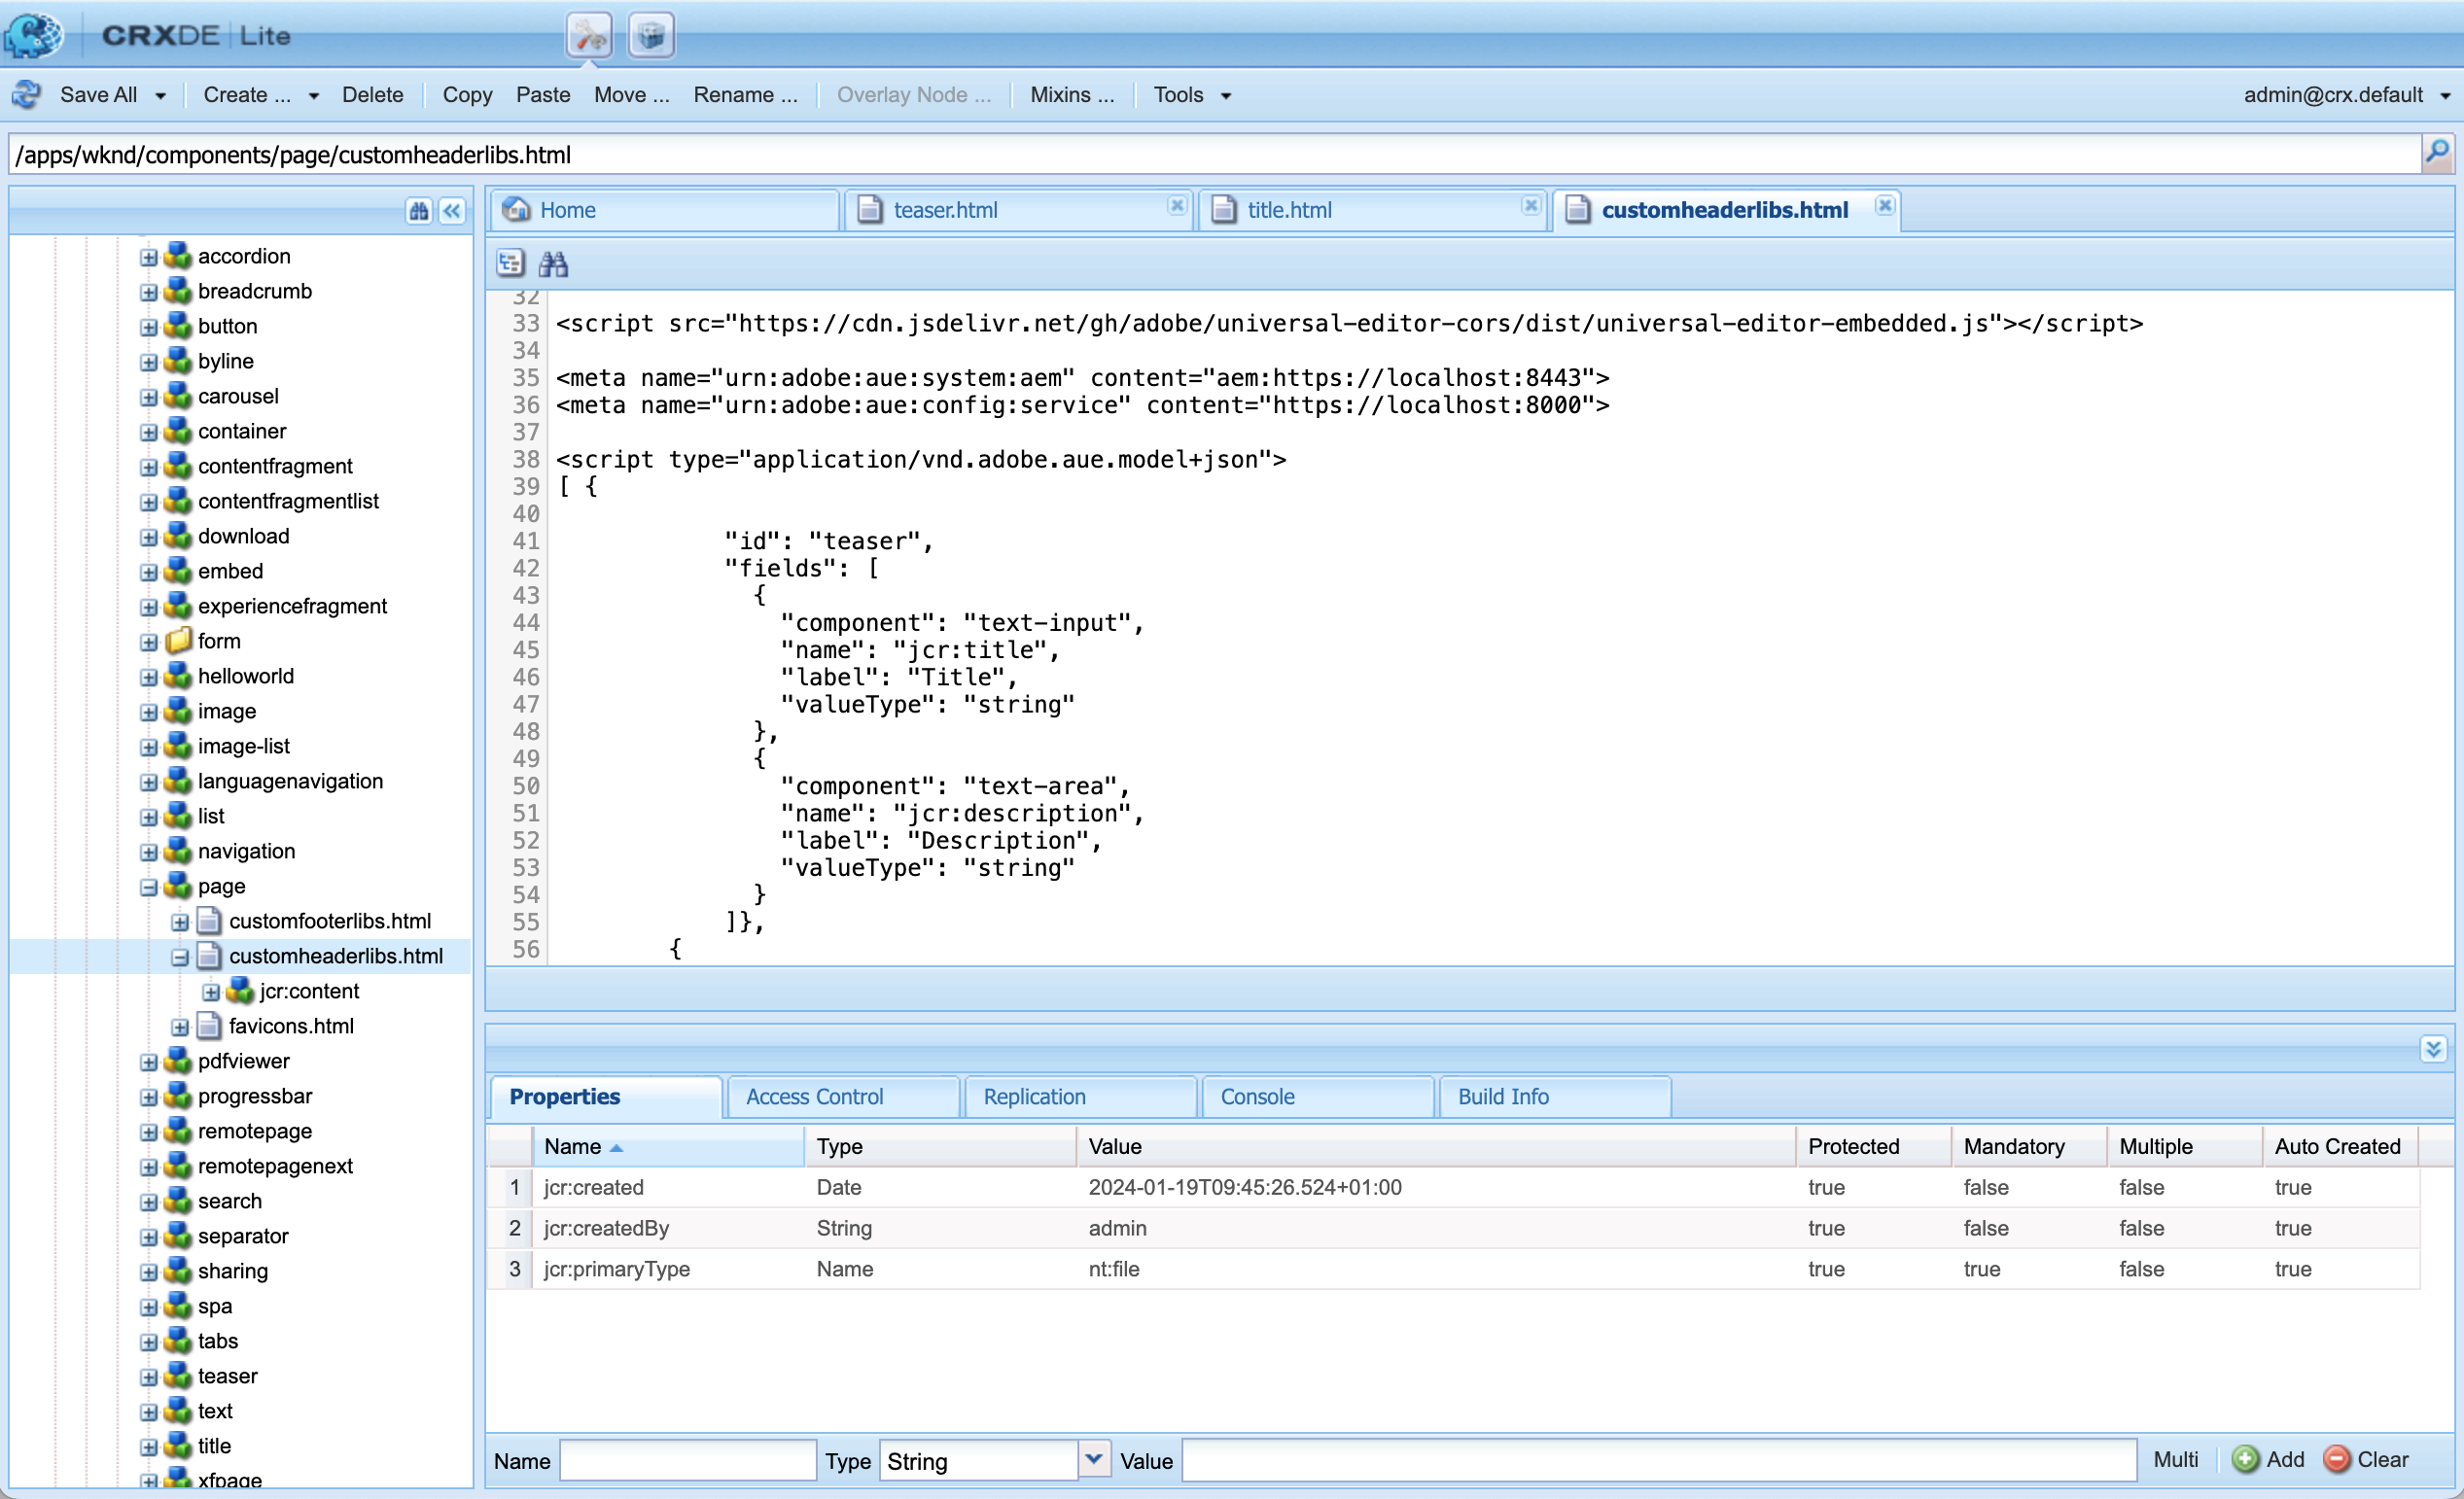 CRXDE | Lite
Save All Create ... Delete Copy Paste Move ... Rename ... Overlay Node ... Mixins ... Tools admin@crx.default
/apps/wknd/components/page/customheaderlibs.html
accordion
breadcrumb
button
byline
carousel
container
contentfragment
contentfragmentlist
download
embed
experiencefragment
form
helloworld
image
image-list
languagenavigation
list
navigation
page
customfooterlibs.html
customheaderlibs.html
jcr:content
favicons.html
pdfviewer
progressbar
remotepage
remotepagenext
search
separator
sharing
spa
tabs
teaser
text
title
xfpage
Home teaser.html title.html customheaderlibs.html
32
33 <script src="https://cdn.jsdelivr.net/gh/adobe/universal-editor-cors/dist/universal-editor-embedded.js"></script>
34
35 <meta name="urn:adobe:aue:system:aem" content="aem:https://localhost:8443">
36 <meta name="urn:adobe:aue:config:service" content="https://localhost:8000">
37
38 <script type="application/vnd.adobe.aue.model+json">
39 [ {
40
41 "id": "teaser",
42 "fields": [
43 {
44 "component": "text-input",
45 "name": "jcr:title",
46 "label": "Title",
47 "valueType": "string"
48 },
49 {
50 "component": "text-area",
51 "name": "jcr:description",
52 "label": "Description",
53 "valueType": "string"
54 }
55 ]},
56 {
Properties Access Control Replication Console Build Info
Name Type Value Protected Mandatory Multiple Auto Created
1 jcr:created Date 2024-01-19T09:45:26.524+01:00 true false false true
2 jcr:createdBy String admin true false false true
3 jcr:primaryType Name nt:file true true false true
Name Type String Value Multi Add Clear